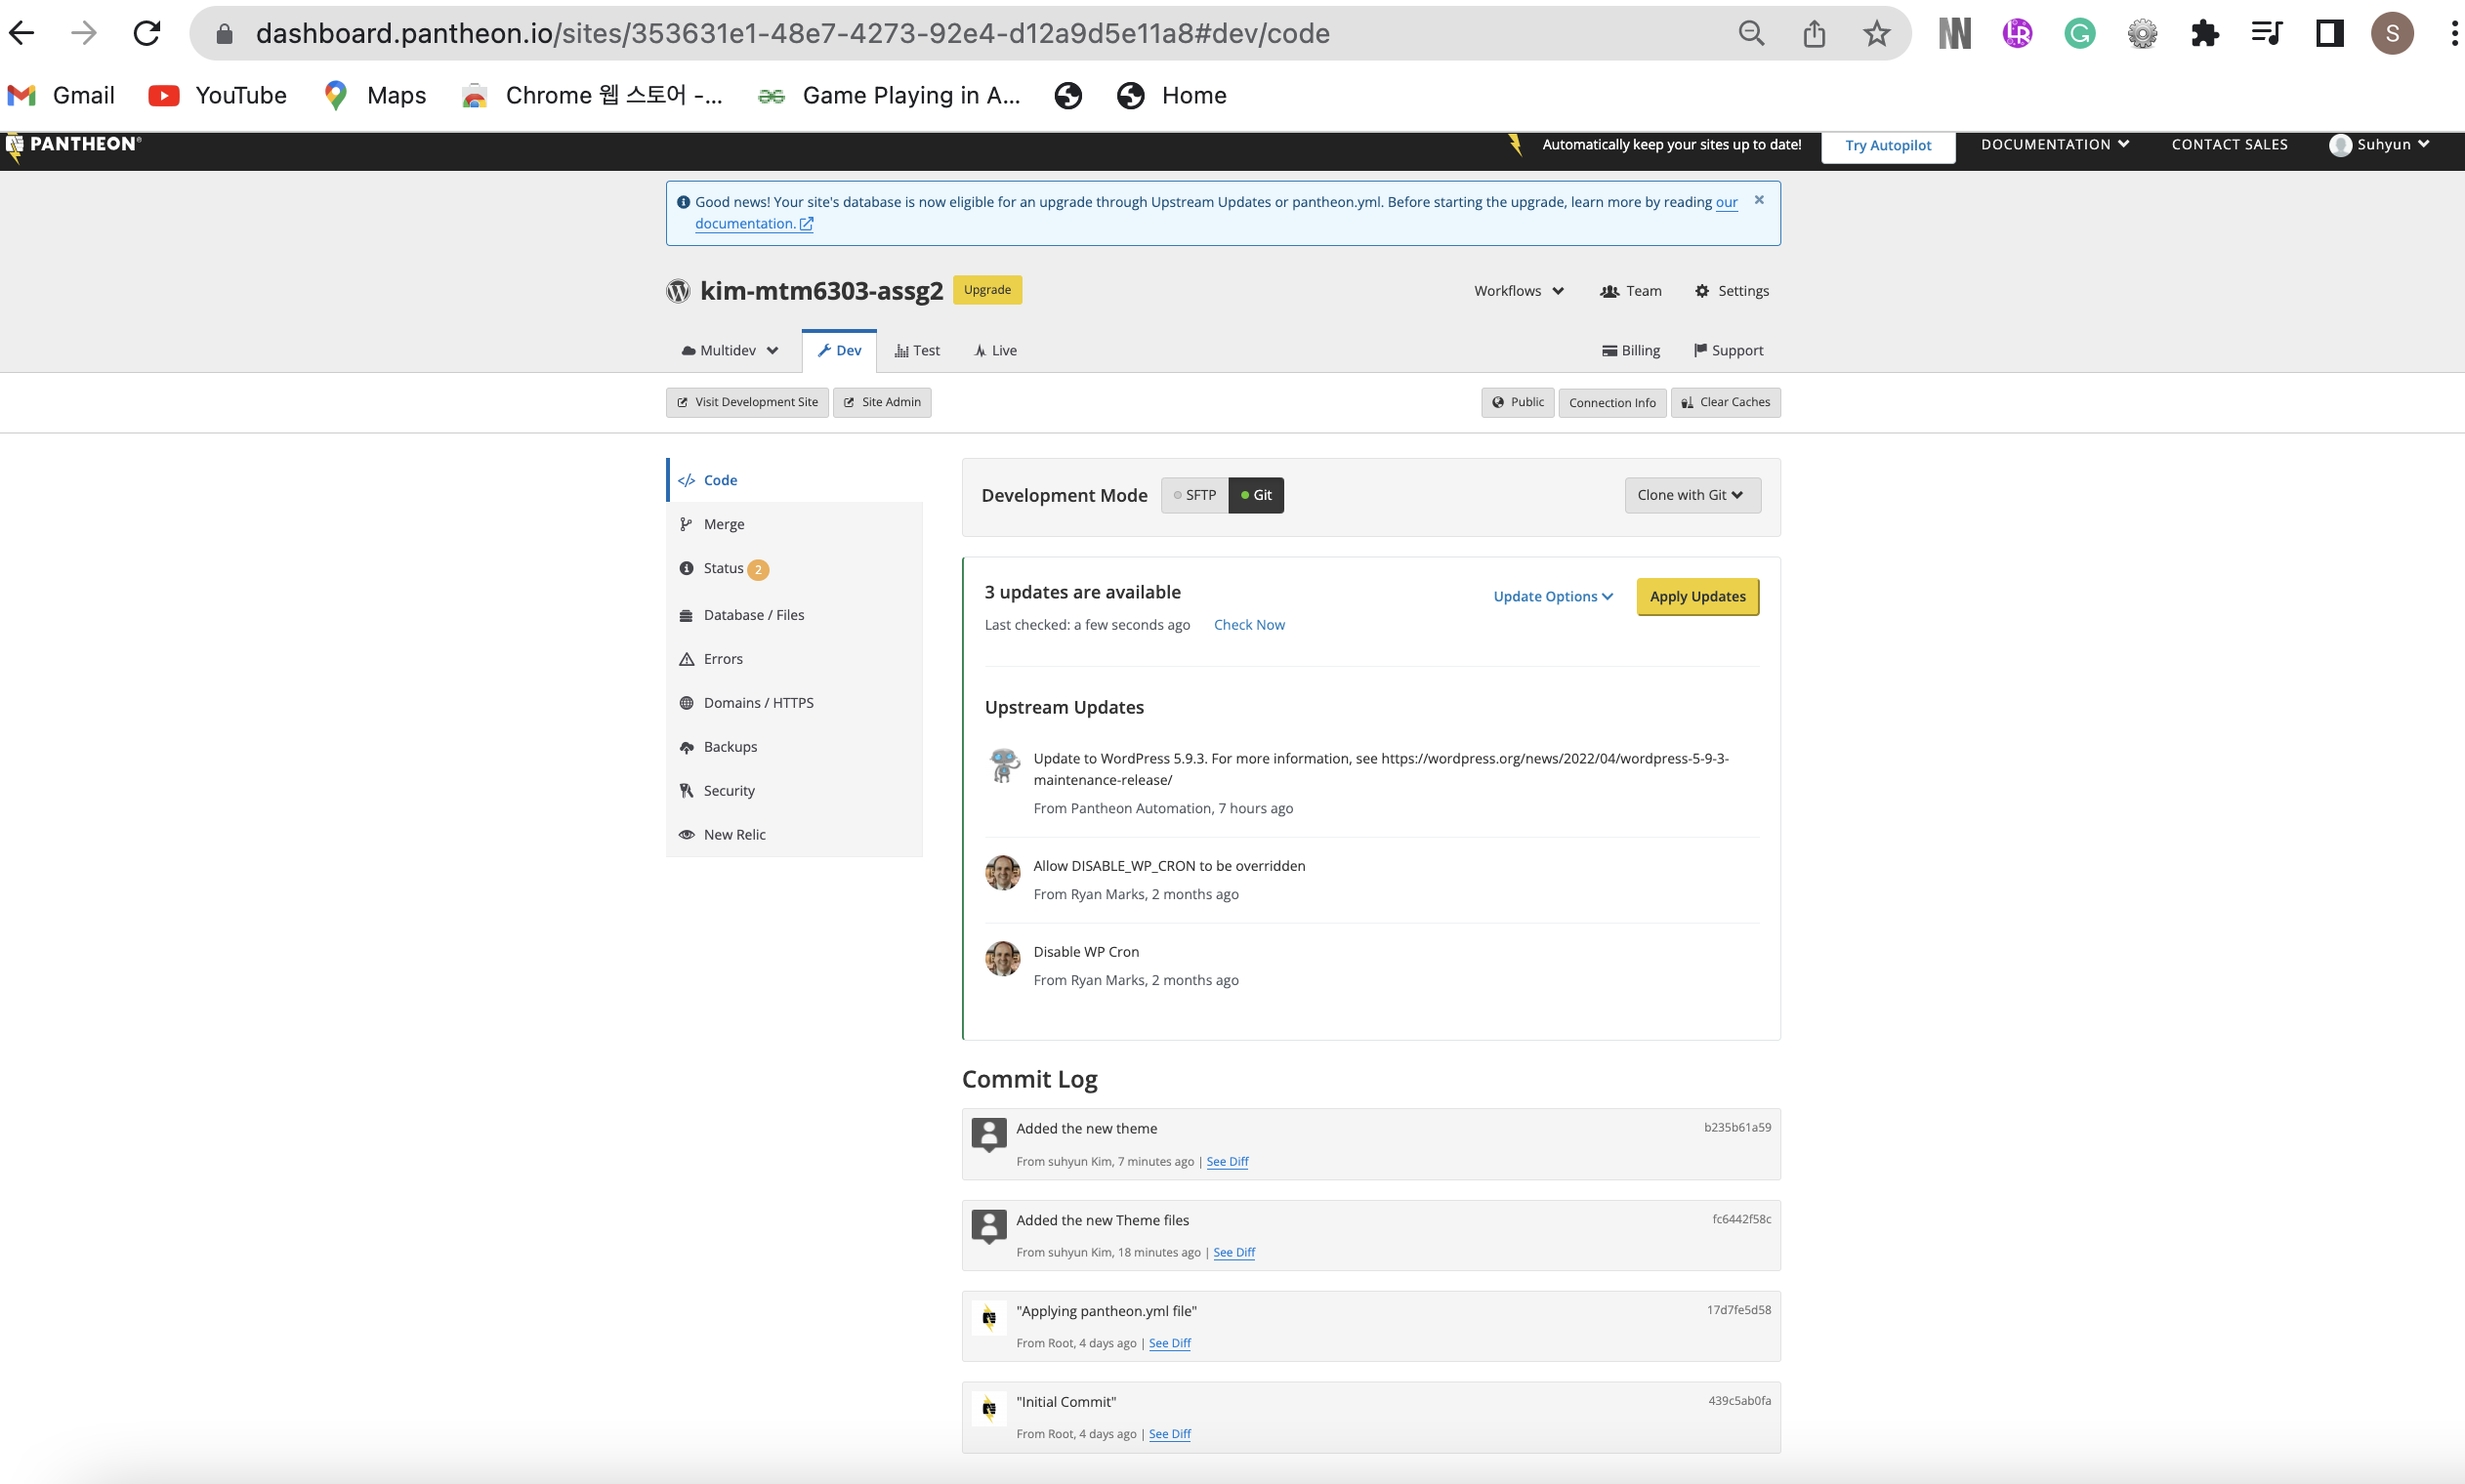 dashboard.pantheon.io/sites/353631e1-48e7-4273-92e4-d12a9d5e11a8#dev/code
S
Gmail YouTube Maps Chrome 웹 스토어 -... Game Playing in A... Home
PANTHEON Automatically keep your sites up to date! Try Autopilot DOCUMENTATION CONTACT SALES Suhyun
Good news! Your site's database is now eligible for an upgrade through Upstream Updates or pantheon.yml. Before starting the upgrade, learn more by reading our
documentation.
kim-mtm6303-assg2 Upgrade Workflows Team Settings
Multidev Dev Test Live Billing Support
Visit Development Site Site Admin Public Connection Info Clear Caches
Code
Merge
Status 2
Database / Files
Errors
Domains / HTTPS
Backups
Security
New Relic
Development Mode SFTP Git Clone with Git
3 updates are available Update Options Apply Updates
Last checked: a few seconds ago Check Now
Upstream Updates
Update to WordPress 5.9.3. For more information, see https://wordpress.org/news/2022/04/wordpress-5-9-3-
maintenance-release/
From Pantheon Automation, 7 hours ago
Allow DISABLE_WP_CRON to be overridden
From Ryan Marks, 2 months ago
Disable WP Cron
From Ryan Marks, 2 months ago
Commit Log
Added the new theme b235b61a59
From suhyun Kim, 7 minutes ago | See Diff
Added the new Theme files fc6442f58c
From suhyun Kim, 18 minutes ago | See Diff
"Applying pantheon.yml file" 17d7fe5d58
From Root, 4 days ago | See Diff
"Initial Commit" 439c5ab0fa
From Root, 4 days ago | See Diff